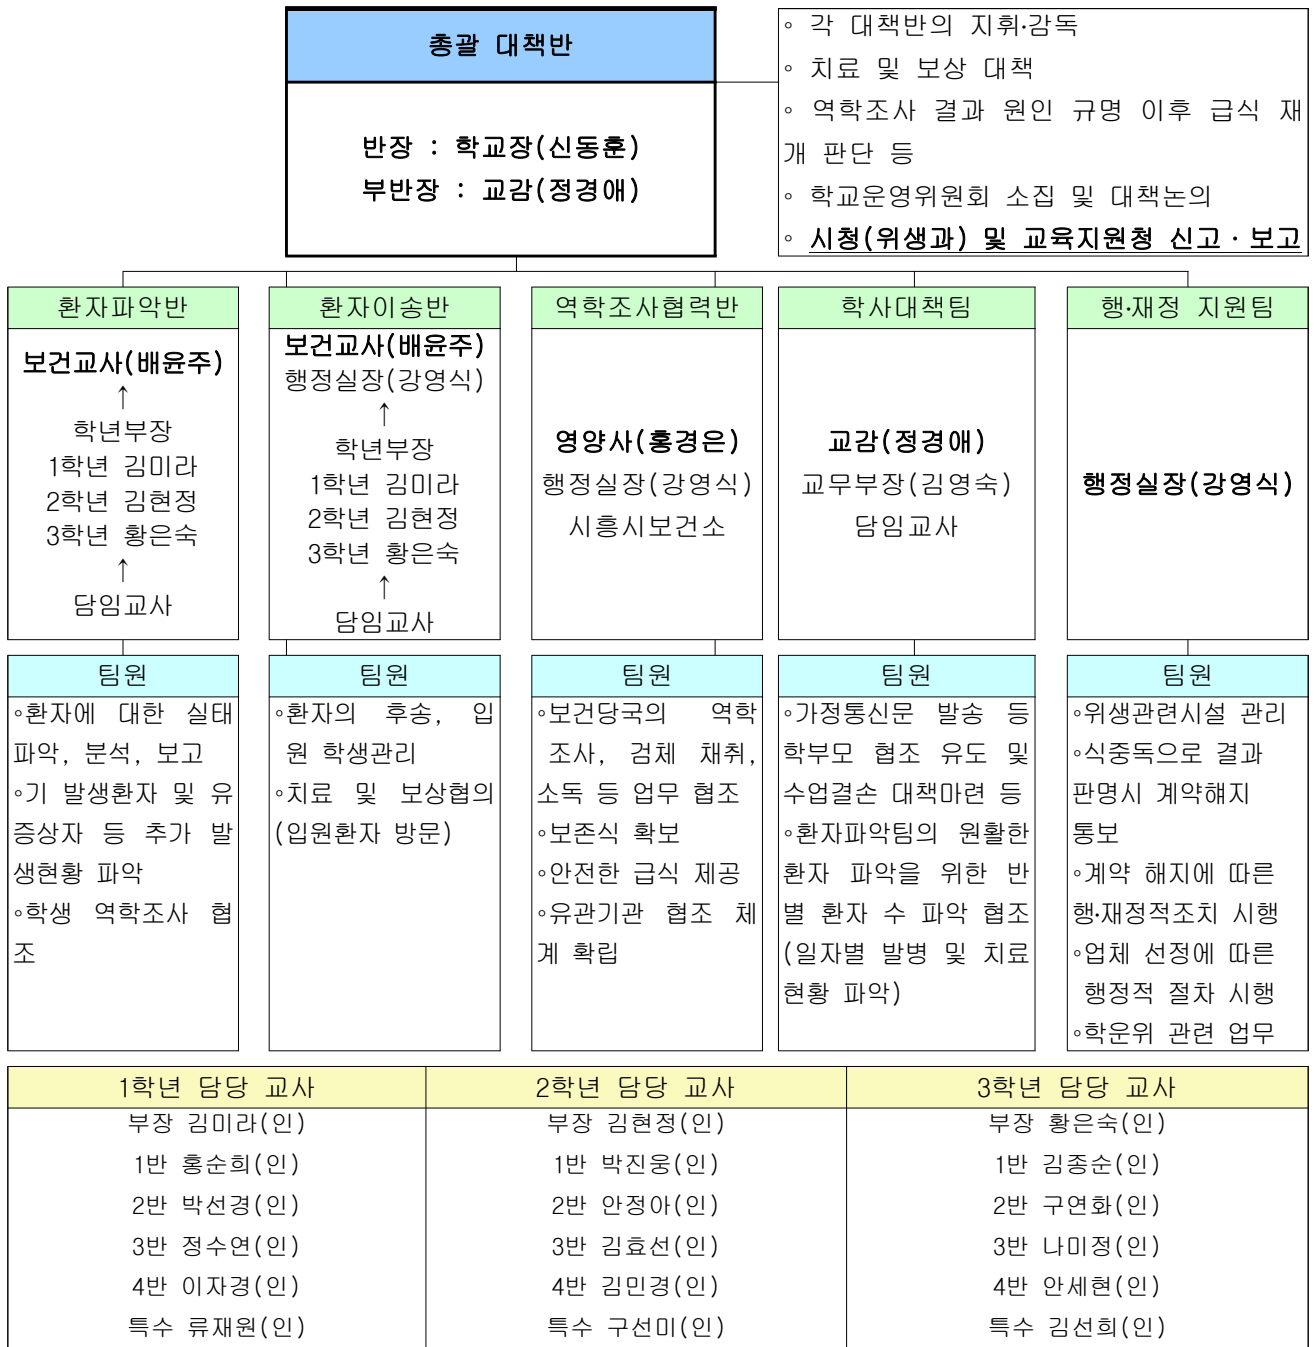 총괄 대책반
반장 : 학교장(신동훈)
부반장 : 교감(정경애)
◦ 각 대책반의 지휘·감독
◦ 치료 및 보상 대책
◦ 역학조사 결과 원인 규명 이후 급식 재
개 판단 등
◦ 학교운영위원회 소집 및 대책논의
◦ 시청(위생과) 및 교육지원청 신고·보고
환자파악반
보건교사(배윤주)
↑
학년부장
1학년 김미라
2학년 김현정
3학년 황은숙
↑
담임교사
환자이송반
보건교사(배윤주)
행정실장(강영식)
↑
학년부장
1학년 김미라
2학년 김현정
3학년 황은숙
↑
담임교사
역학조사협력반
영양사(홍경은)
행정실장(강영식)
시흥시보건소
학사대책팀
교감(정경애)
교무부장(김영숙)
담임교사
행·재정 지원팀
행정실장(강영식)
팀원
◦환자에 대한 실태
파악, 분석, 보고
◦기 발생환자 및 유
증상자 등 추가 발
생현황 파악
◦학생 역학조사 협
조
팀원
◦환자의 후송, 입
원 학생관리
◦치료 및 보상협의
(입원환자 방문)
팀원
◦보건당국의 역학
조사, 검체 채취,
소독 등 업무 협조
◦보존식 확보
◦안전한 급식 제공
◦유관기관 협조 체
계 확립
팀원
◦가정통신문 발송 등
학부모 협조 유도 및
수업결손 대책마련 등
◦환자파악팀의 원활한
환자 파악을 위한 반
별 환자 수 파악 협조
(일자별 발병 및 치료
현황 파악)
팀원
◦위생관련시설 관리
◦식중독으로 결과
판명시 계약해지
통보
◦계약 해지에 따른
행·재정적조치 시행
◦업체 선정에 따른
행정적 절차 시행
◦학운위 관련 업무
1학년 담당 교사
부장 김미라(인)
1반 홍순희(인)
2반 박선경(인)
3반 정수연(인)
4반 이자경(인)
특수 류재원(인)
2학년 담당 교사
부장 김현정(인)
1반 박진웅(인)
2반 안정아(인)
3반 김효선(인)
4반 김민경(인)
특수 구선미(인)
3학년 담당 교사
부장 황은숙(인)
1반 김종순(인)
2반 구연화(인)
3반 나미정(인)
4반 안세현(인)
특수 김선희(인)